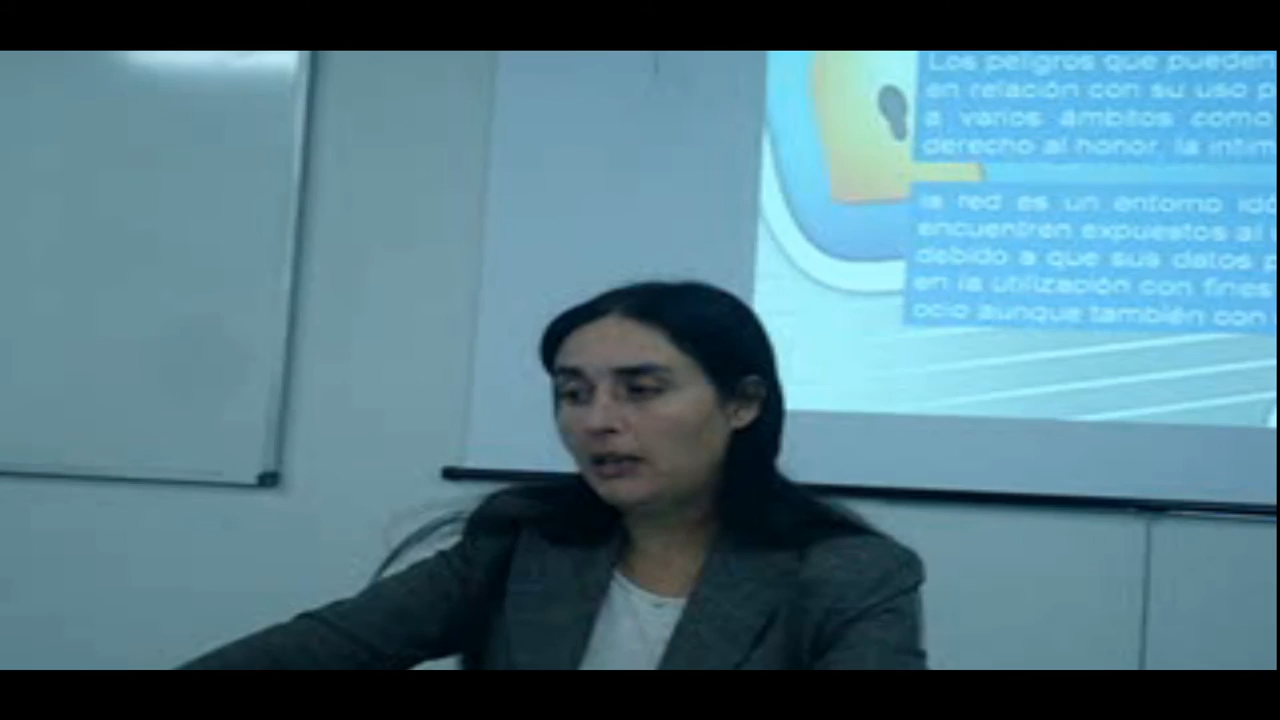 Los peligros que pueden
en relación con su uso p
a varios ámbitos como
derecho al honor, la intim
la red es un entorno idó
encuentren expuestos al
debido a que sus datos p
en la utilización con fines
ocio aunque también con